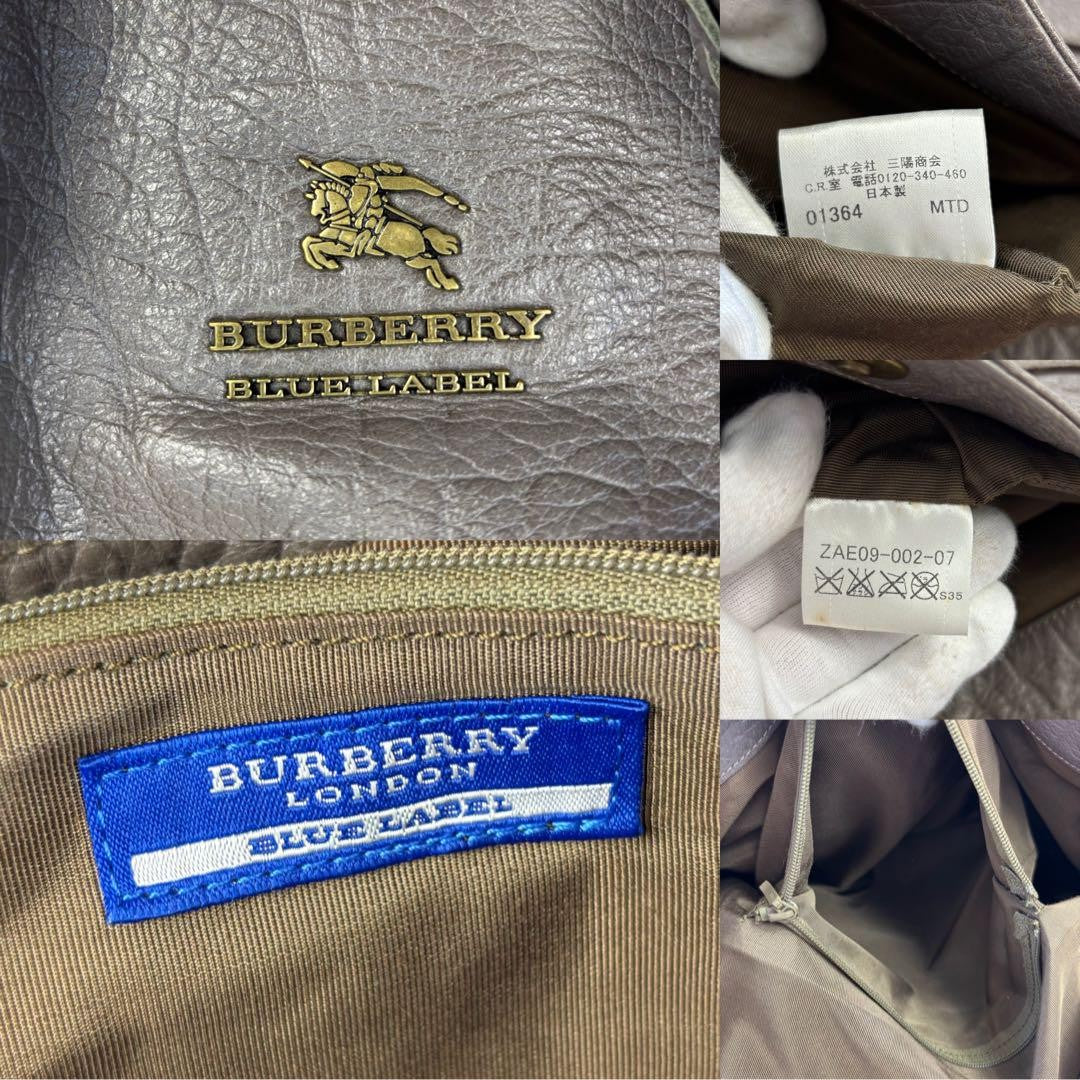 BURBERRY
BLUE LABEL
株式会社 三陽商会
C.R.室 電話0120-340-460
日本製
01364 MTD
ZAE09-002-07
S35
BURBERRY
LONDON
BLUE LABEL